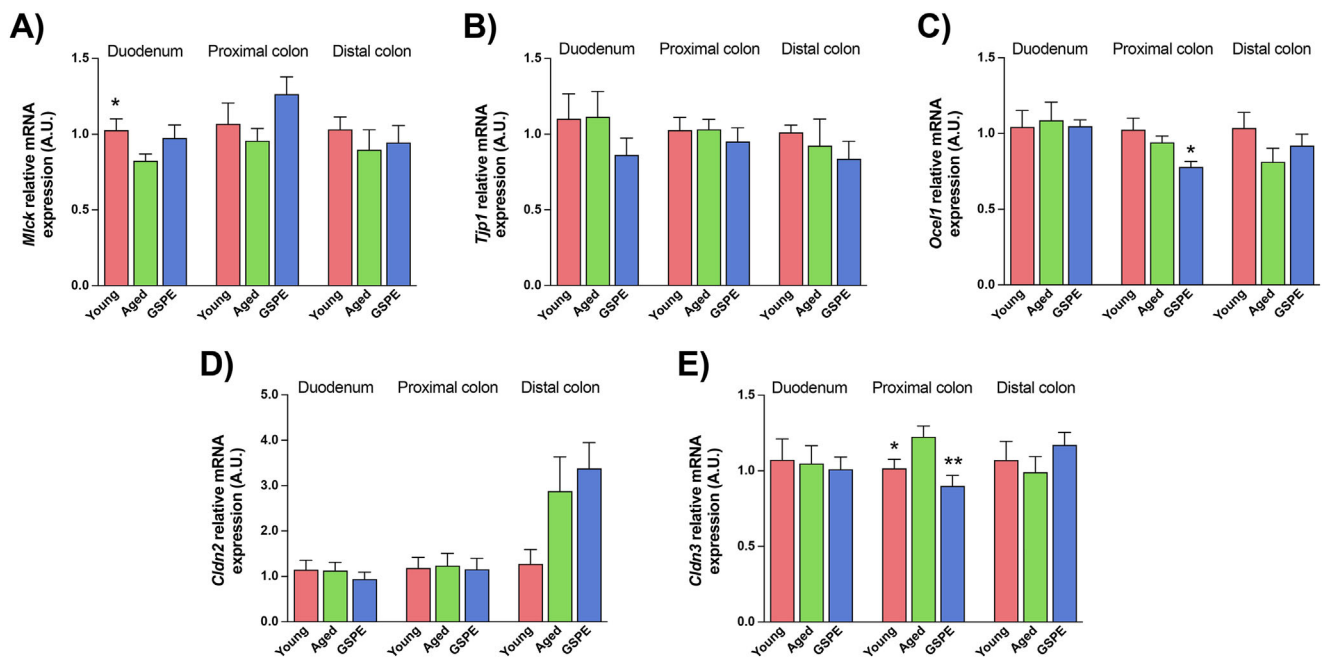 A)
Duodenum Proximal colon Distal colon
Mlck relative mRNA
expression (A.U.)
1.5
1.0
0.5
0.0
*
Young Aged GSPE Young Aged GSPE Young Aged GSPE
B)
Duodenum Proximal colon Distal colon
Tjp1 relative mRNA
expression (A.U.)
1.5
1.0
0.5
0.0
Young Aged GSPE Young Aged GSPE Young Aged GSPE
C)
Duodenum Proximal colon Distal colon
Ocel1 relative mRNA
expression (A.U.)
1.5
1.0
0.5
0.0
*
Young Aged GSPE Young Aged GSPE Young Aged GSPE
D)
Duodenum Proximal colon Distal colon
Cldn2 relative mRNA
expression (A.U.)
5.0
4.0
3.0
2.0
1.0
0.0
Young Aged GSPE Young Aged GSPE Young Aged GSPE
E)
Duodenum Proximal colon Distal colon
Cldn3 relative mRNA
expression (A.U.)
1.5
1.0
0.5
0.0
* **
Young Aged GSPE Young Aged GSPE Young Aged GSPE